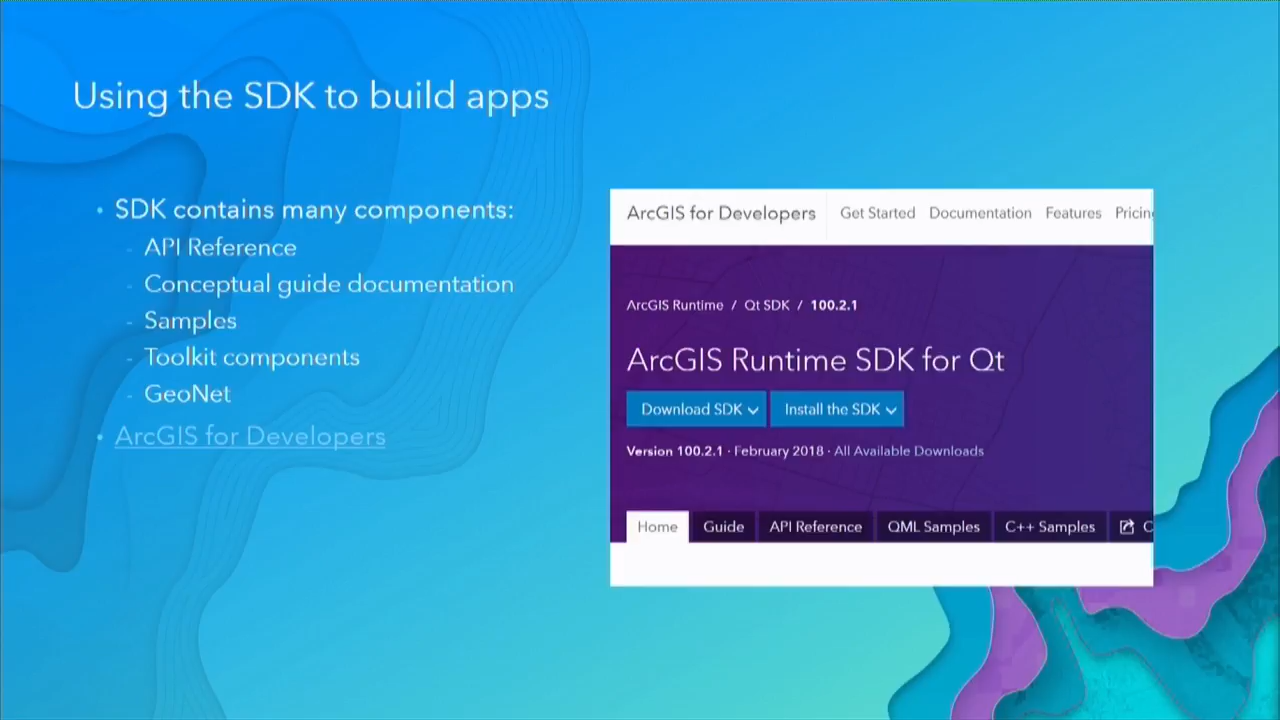 Using the SDK to build apps
• SDK contains many components:
- API Reference
- Conceptual guide documentation
- Samples
- Toolkit components
- GeoNet
• ArcGIS for Developers
ArcGIS for Developers Get Started Documentation Features Pricing
ArcGIS Runtime / Qt SDK / 100.2.1
ArcGIS Runtime SDK for Qt
Download SDK Install the SDK
Version 100.2.1 · February 2018 · All Available Downloads
Home Guide API Reference QML Samples C++ Samples C